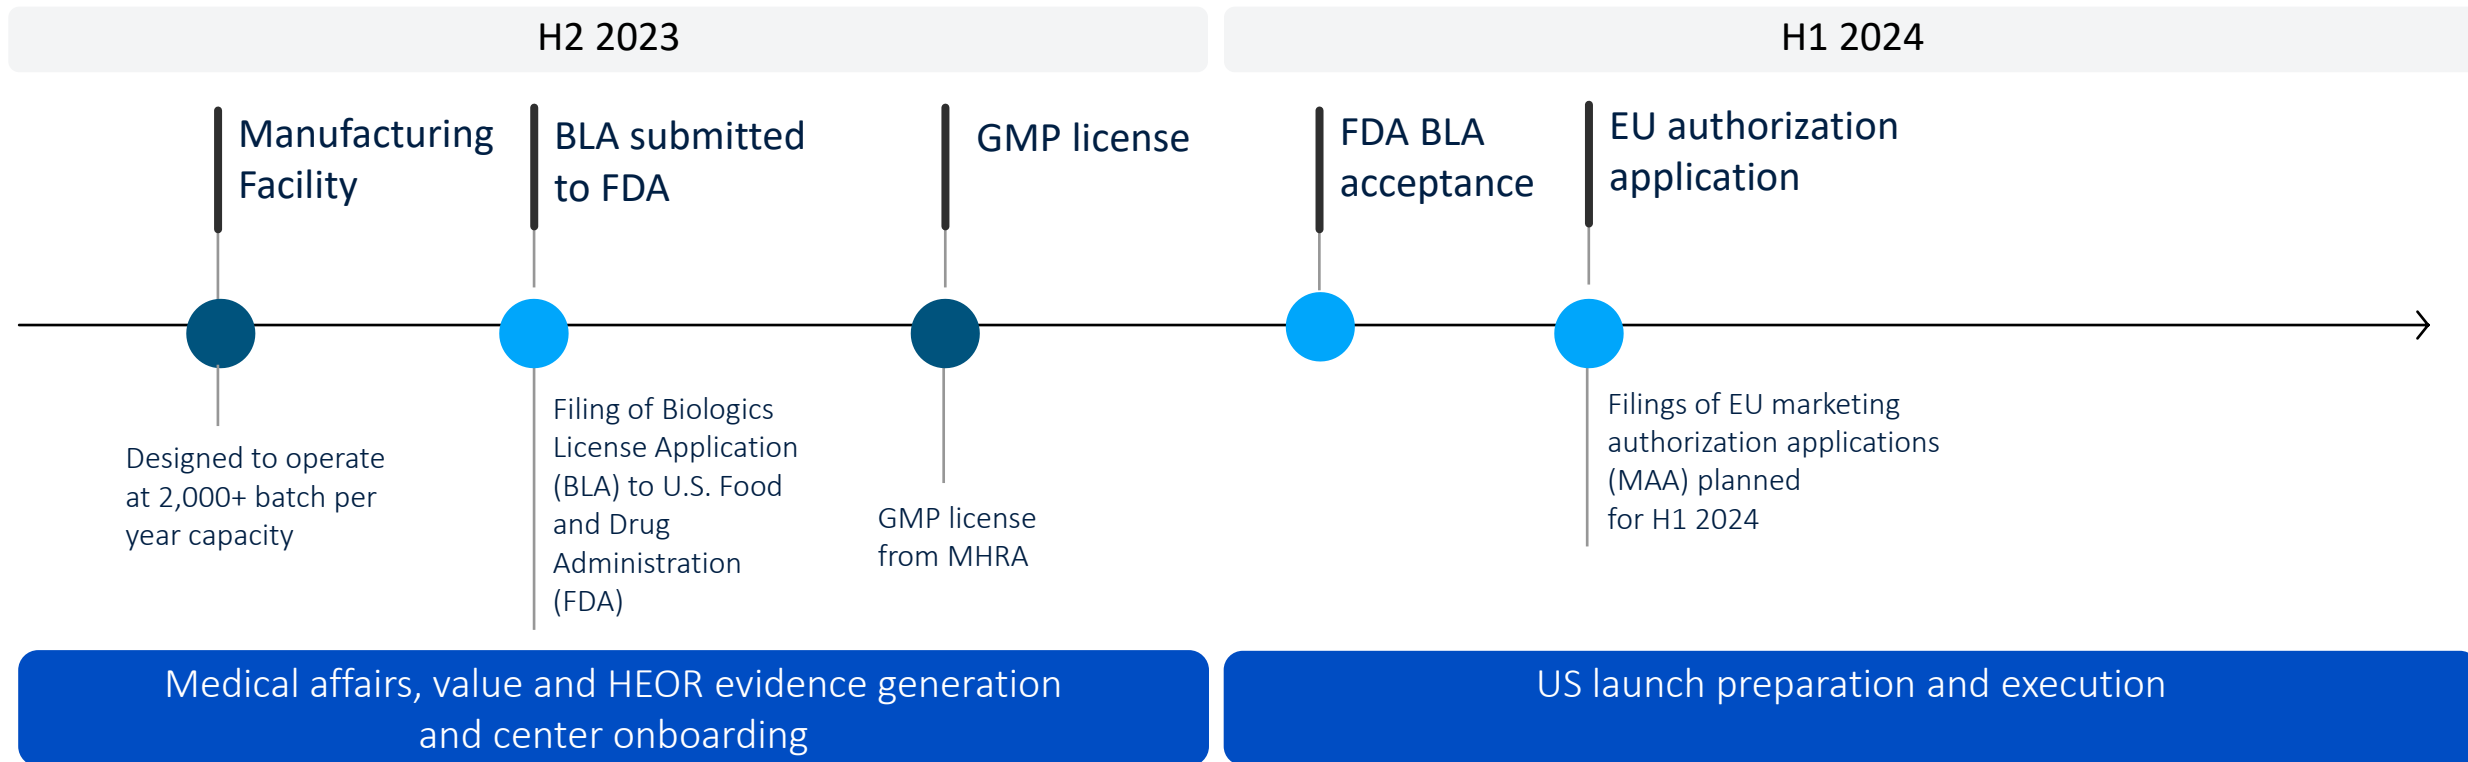 H2 2023
H1 2024
Manufacturing
Facility
BLA submitted
to FDA
GMP license
FDA BLA
acceptance
EU authorization
application
Designed to operate
at 2,000+ batch per
year capacity
Filing of Biologics
License Application
(BLA) to U.S. Food
and Drug
Administration
(FDA)
GMP license
from MHRA
Filings of EU marketing
authorization applications
(MAA) planned
for H1 2024
Medical affairs, value and HEOR evidence generation
and center onboarding
US launch preparation and execution